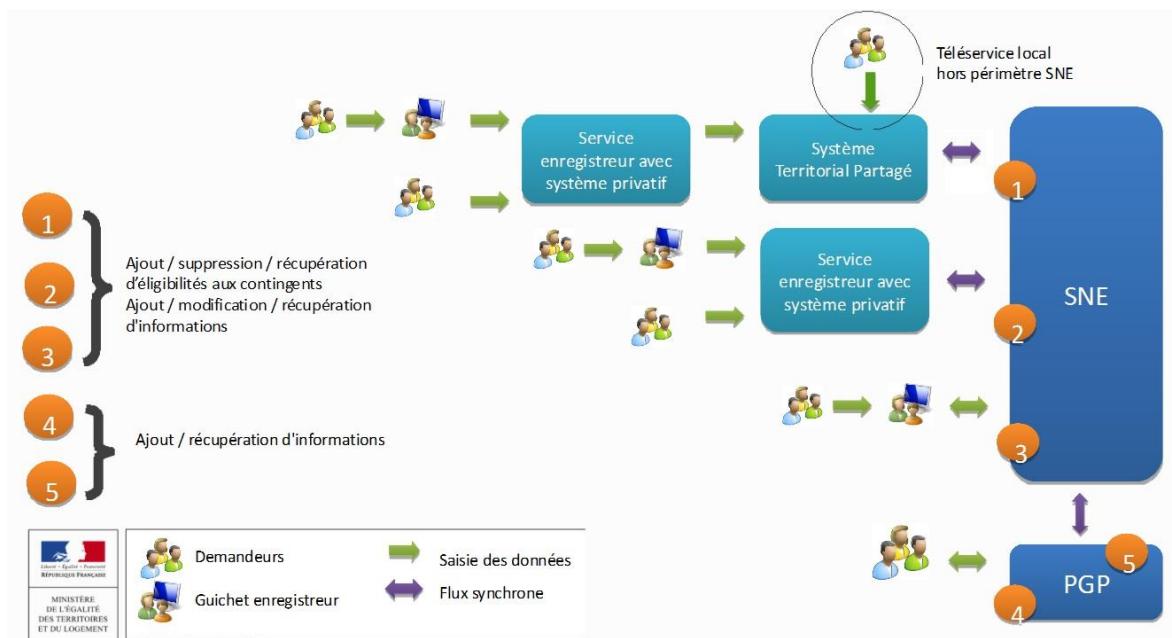 Téléservice local
hors périmètre SNE
Service
enregistreur avec
système privatif
Système
Territorial Partagé
1
SNE
1
2
3
Ajout / suppression / récupération
d'éligibilités aux contingents
Ajout / modification / récupération
d'informations
Service
enregistreur avec
système privatif
2
3
4
5
Ajout / récupération d'informations
5
PGP
4
Liberté • Égalité • Fraternité
RÉPUBLIQUE FRANÇAISE
MINISTÈRE
DE L'ÉGALITÉ
DES TERRITOIRES
ET DU LOGEMENT
Demandeurs
Saisie des données
Guichet enregistreur
Flux synchrone